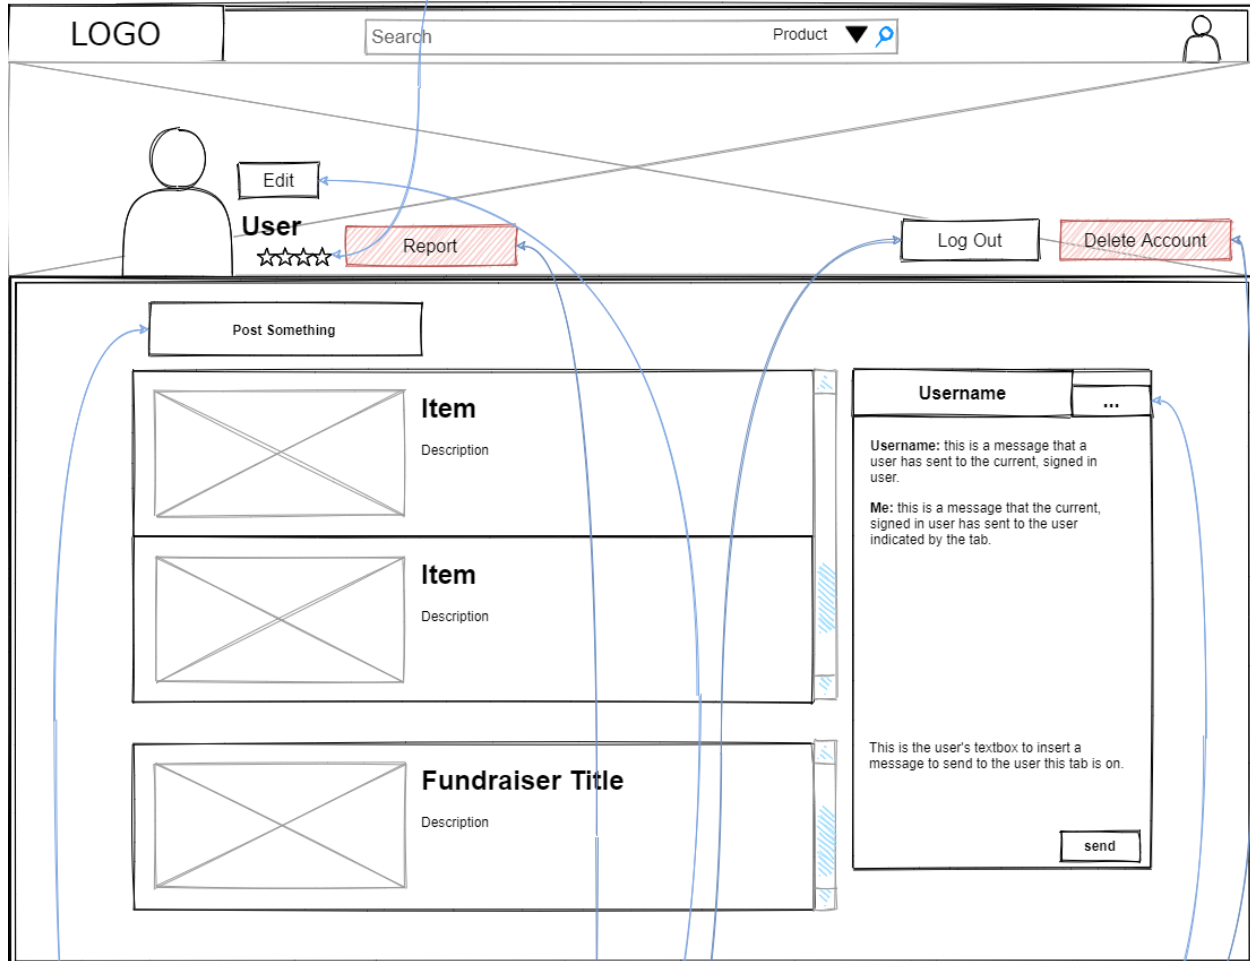 LOGO
Search
Product
Edit
User
Report
Log Out
Delete Account
Post Something
Item
Description
Item
Description
Fundraiser Title
Description
Username
...
Username: this is a message that a
user has sent to the current, signed in
user.
Me: this is a message that the current,
signed in user has sent to the user
indicated by the tab.
This is the user's textbox to insert a
message to send to the user this tab is on.
send